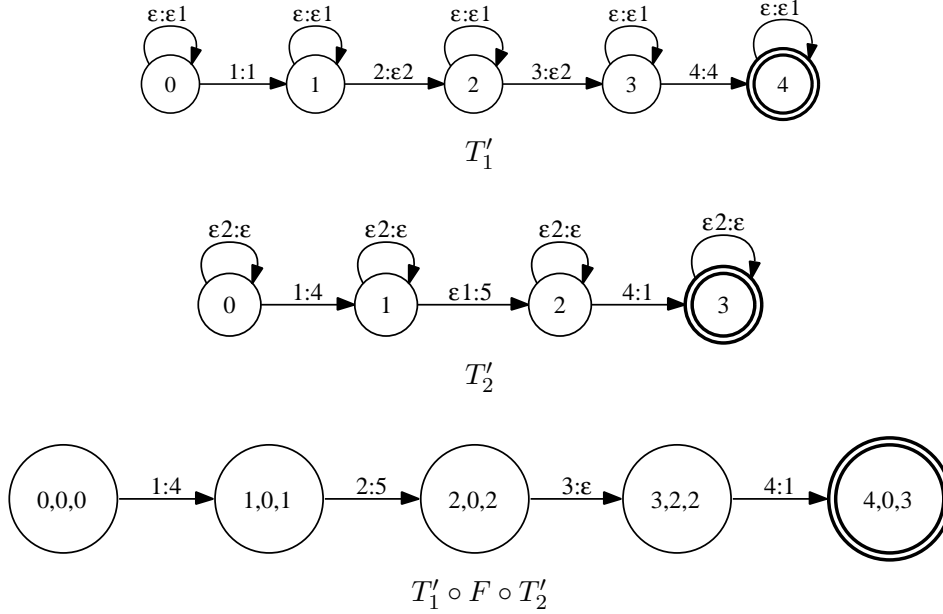 ε:ε1 ε:ε1 ε:ε1 ε:ε1 ε:ε1
0 1:1 1 2:ε2 2 3:ε2 3 4:4 4
T′₁
ε2:ε ε2:ε ε2:ε ε2:ε
0 1:4 1 ε1:5 2 4:1 3
T′₂
0,0,0 1:4 1,0,1 2:5 2,0,2 3:ε 3,2,2 4:1 4,0,3
T′₁ ∘ F ∘ T′₂